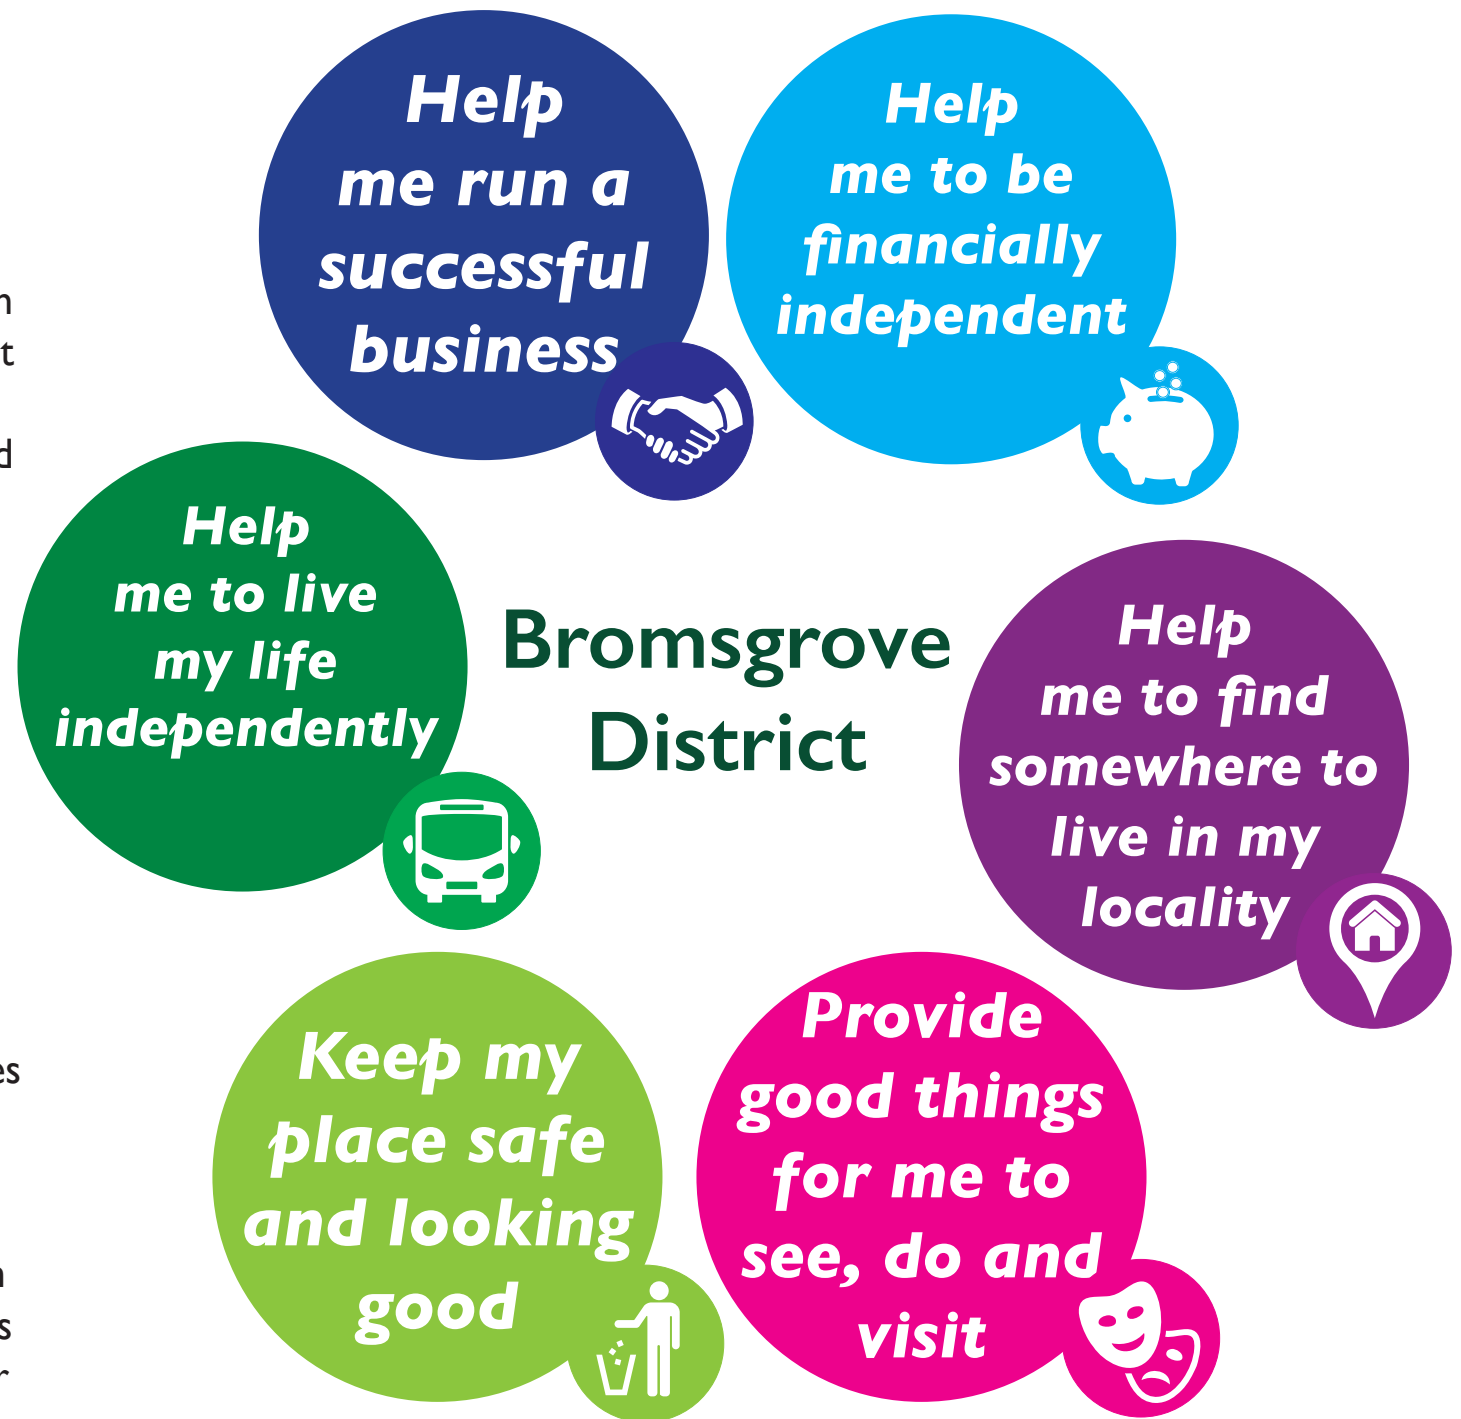 Help
me run a
successful
business
Help
me to be
financially
independent
Help
me to live
my life
independently
Bromsgrove
District
Help
me to find
somewhere to
live in my
locality
Keep my
place safe
and looking
good
Provide
good things
for me to
see, do and
visit